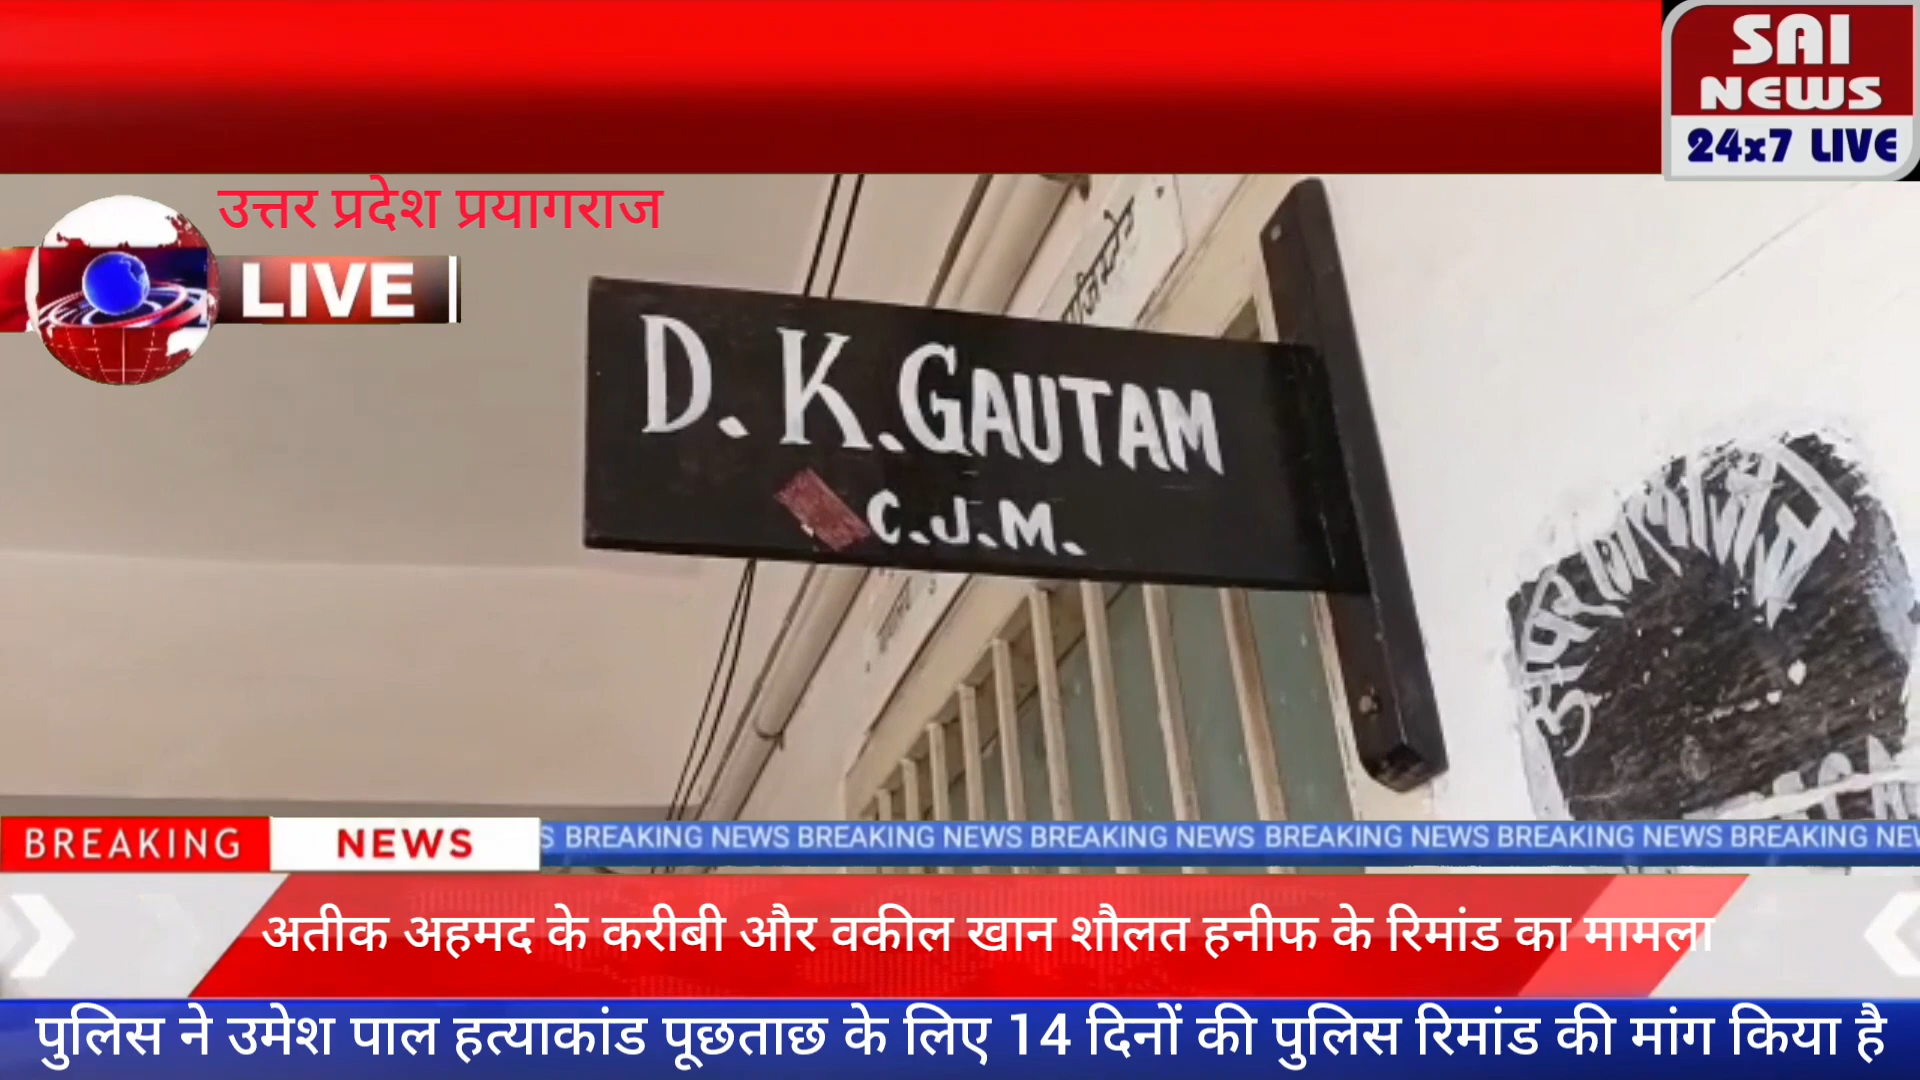 SAI
NEWS
24x7 LIVE
उत्तर प्रदेश प्रयागराज
LIVE
D. K. GAUTAM
C.J.M.
BREAKING NEWS
S BREAKING NEWS BREAKING NEWS BREAKING NEWS BREAKING NEWS BREAKING NEWS BREAKING NEW
अतीक अहमद के करीबी और वकील खान शौलत हनीफ के रिमांड का मामला
पुलिस ने उमेश पाल हत्याकांड पूछताछ के लिए 14 दिनों की पुलिस रिमांड की मांग किया है